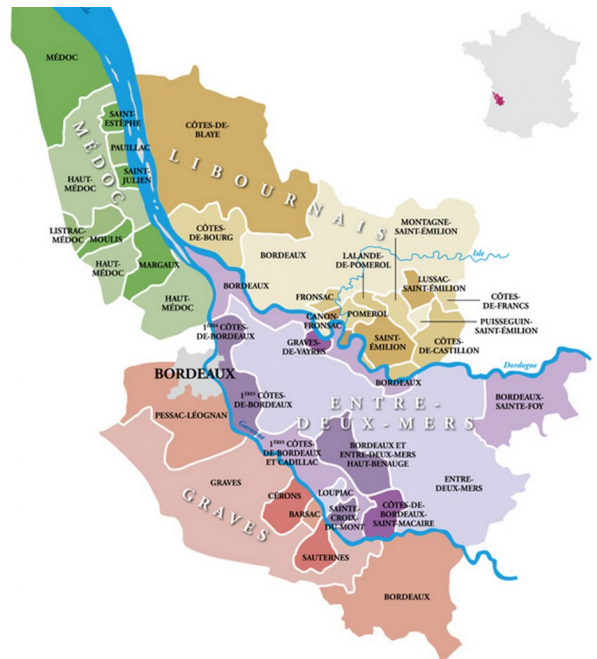 MÉDOC
SAINT-
ESTÈPHE
PAUILLAC
SAINT-
JULIEN
MÉDOC
HAUT-
MÉDOC
LISTRAC-
MÉDOC
MOULIS
HAUT-
MÉDOC
MARGAUX
HAUT-
MÉDOC
CÔTES-DE-
BLAYE
LIBOURNAIS
CÔTES-
DE-BOURG
BORDEAUX
MONTAGNE-
SAINT-ÉMILION
LALANDE-
DE-POMEROL
Isle
LUSSAC-
SAINT-ÉMILION
CÔTES-
DE-FRANCS
PUISSEGUIN-
SAINT-ÉMILION
FRONSAC
POMEROL
CANON-
FRONSAC
SAINT-
ÉMILION
CÔTES-
DE-CASTILLON
BORDEAUX
GRAVES-
DE-VAYRES
Dordogne
BORDEAUX
BORDEAUX-
SAINTE-FOY
1ÈRES CÔTES-
DE-BORDEAUX
BORDEAUX
1ÈRES CÔTES-
DE-BORDEAUX
ENTRE-
DEUX-MERS
PESSAC-LÉOGNAN
Garonne
1ÈRES CÔTES-
DE-BORDEAUX
ET CADILLAC
BORDEAUX ET
ENTRE-DEUX-MERS
HAUT-BENAUGE
ENTRE-
DEUX-MERS
GRAVES
GRAVES
CÉRONS
LOUPIAC
BARSAC
SAINTE-
CROIX-
DU-MONT
CÔTES-DE-
BORDEAUX-
SAINT-MACAIRE
SAUTERNES
BORDEAUX